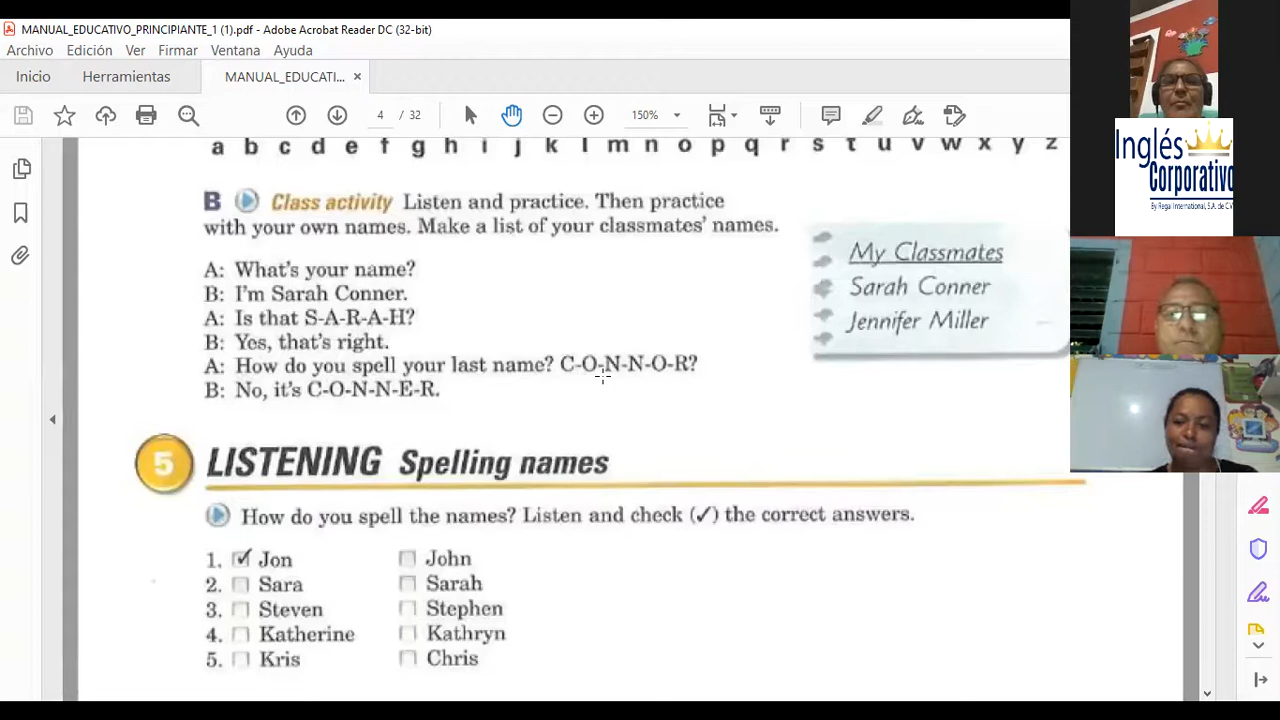 MANUAL_EDUCATIVO_PRINCIPIANTE_1 (1).pdf - Adobe Acrobat Reader DC (32-bit)
Archivo Edición Ver Firmar Ventana Ayuda
Inicio Herramientas MANUAL_EDUCATI... ×
4 / 32 150%
a b c d e f g h i j k l m n o p q r s t u v w x y z
B Class activity Listen and practice. Then practice
with your own names. Make a list of your classmates' names.
A: What's your name?
B: I'm Sarah Conner.
A: Is that S-A-R-A-H?
B: Yes, that's right.
A: How do you spell your last name? C-O-N-N-O-R?
B: No, it's C-O-N-N-E-R.
My Classmates
Sarah Conner
Jennifer Miller
5 LISTENING Spelling names
How do you spell the names? Listen and check (✓) the correct answers.
1. ✓ Jon John
2. Sara Sarah
3. Steven Stephen
4. Katherine Kathryn
5. Kris Chris
Inglés
Corporativo
By Regal International, S.A. de C.V.